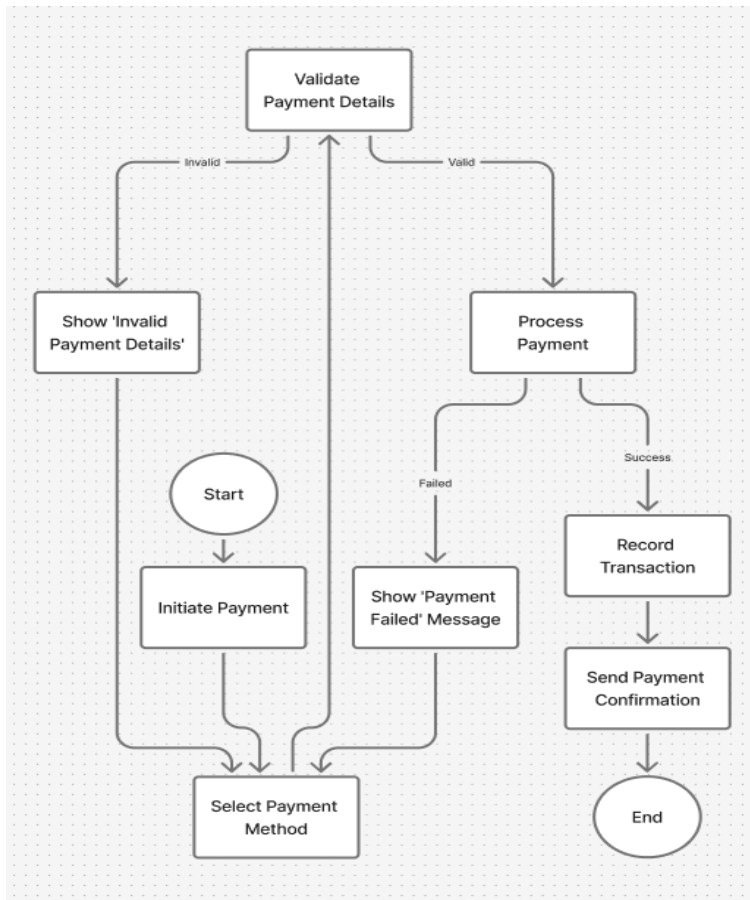 Validate
Payment Details
Invalid
Valid
Show 'Invalid
Payment Details'
Process
Payment
Start
Failed
Success
Initiate Payment
Show 'Payment
Failed' Message
Record
Transaction
Send Payment
Confirmation
Select Payment
Method
End